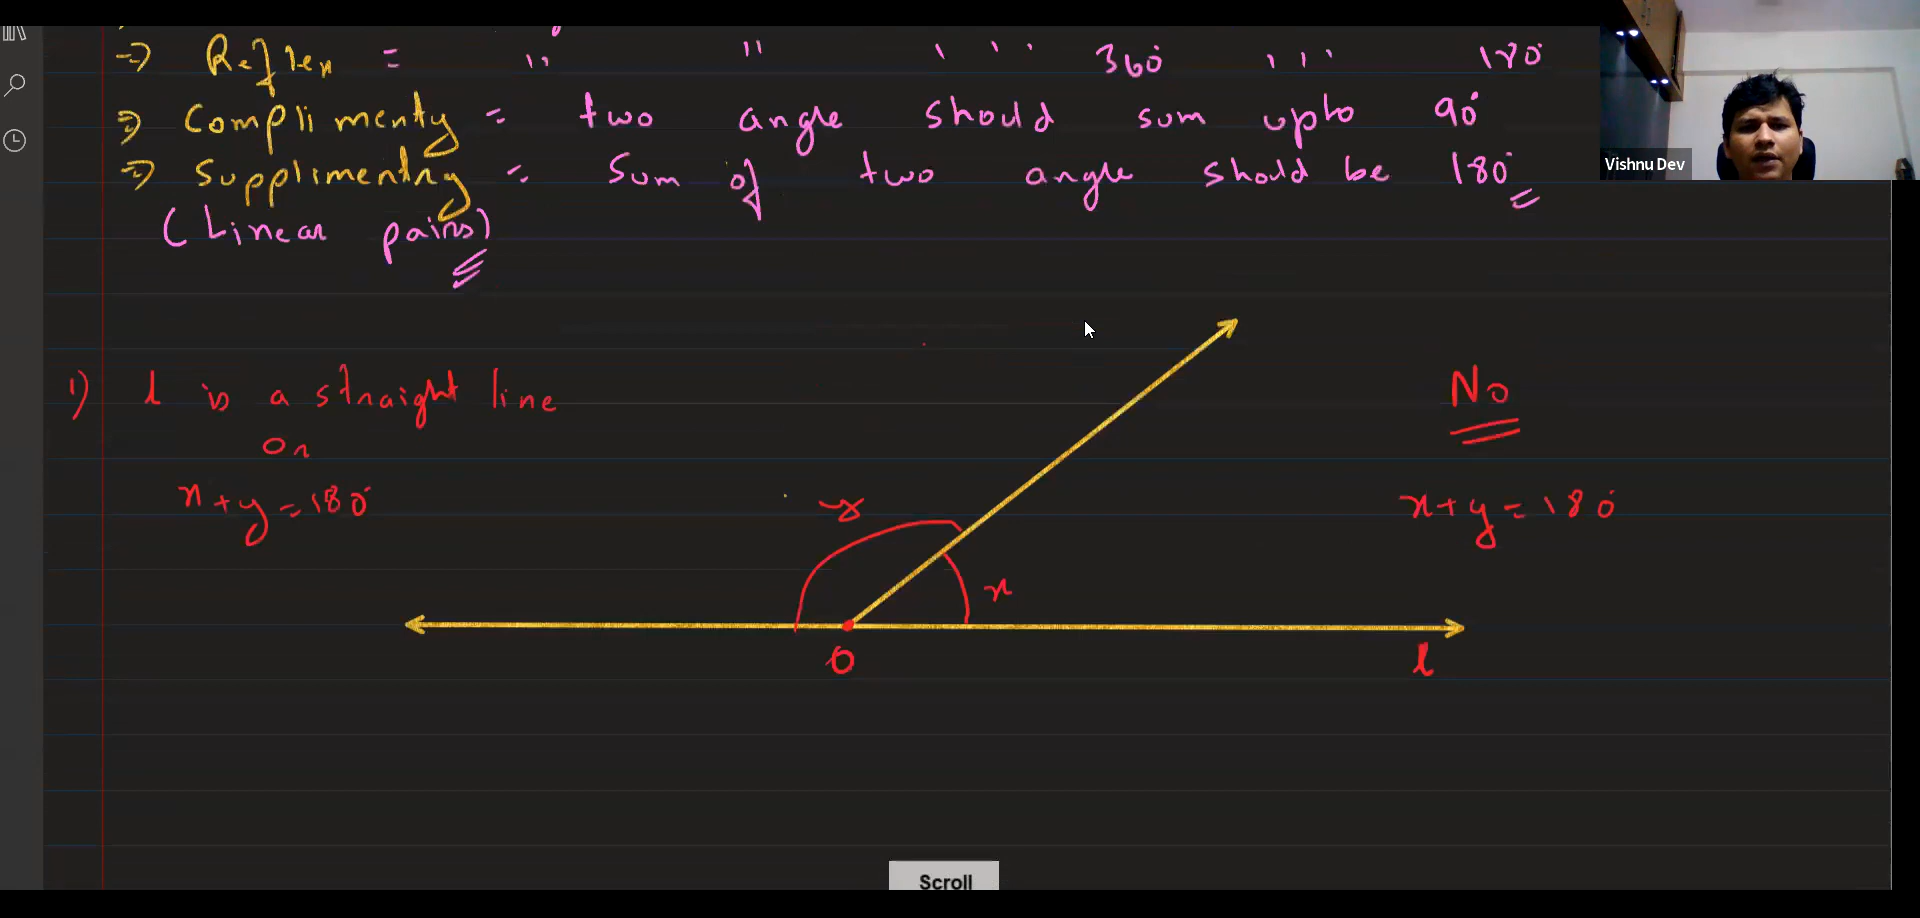 ⇒ Reflex = '' '' ' ' ' ' 360° ' ' ' 180°
⇒ Complimenty = two angle should sum upto 90°
⇒ Supplimentry = Sum of two angle should be 180°
Vishnu Dev
(Linear pairs)
1) l is a straight line
No
Or
x+y=180°
y
x+y=180°
x
O
l
Scroll